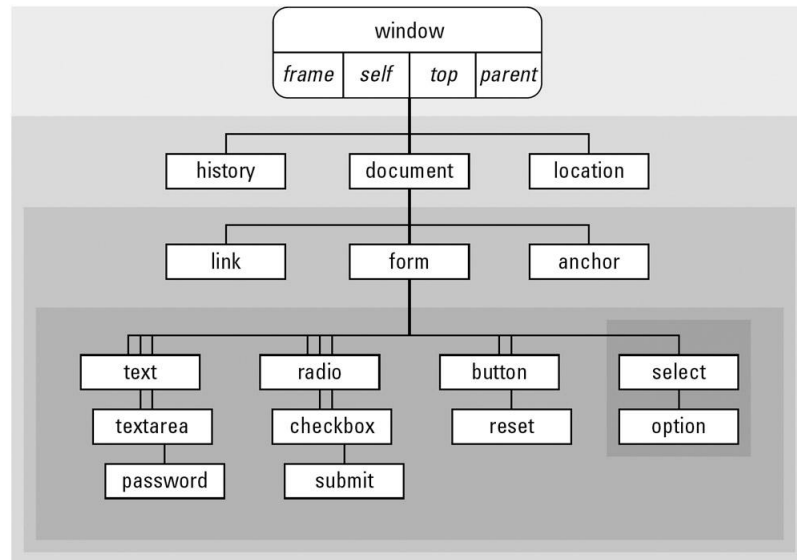 window
frame self top parent
history document location
link form anchor
text radio button select
textarea checkbox reset option
password submit